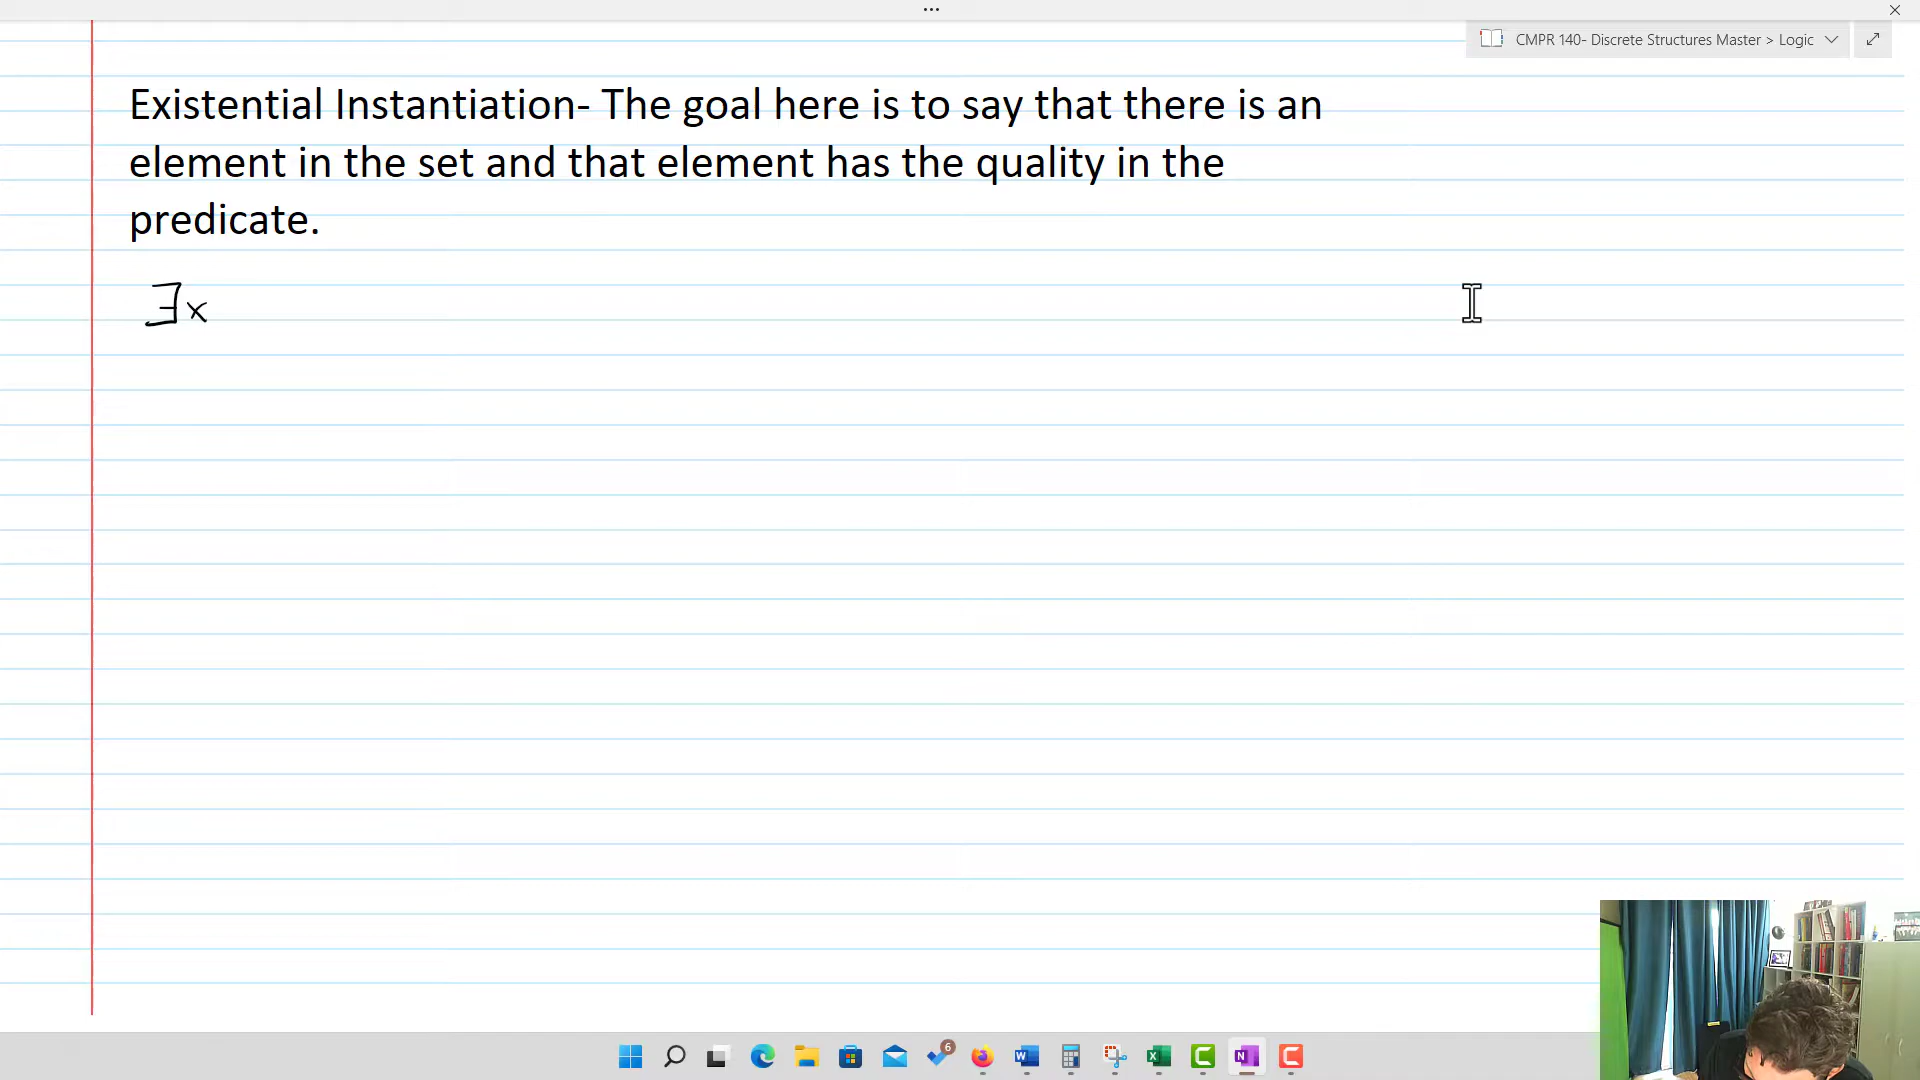 CMPR 140- Discrete Structures Master > Logic
Existential Instantiation- The goal here is to say that there is an
element in the set and that element has the quality in the
predicate.
∃x
6